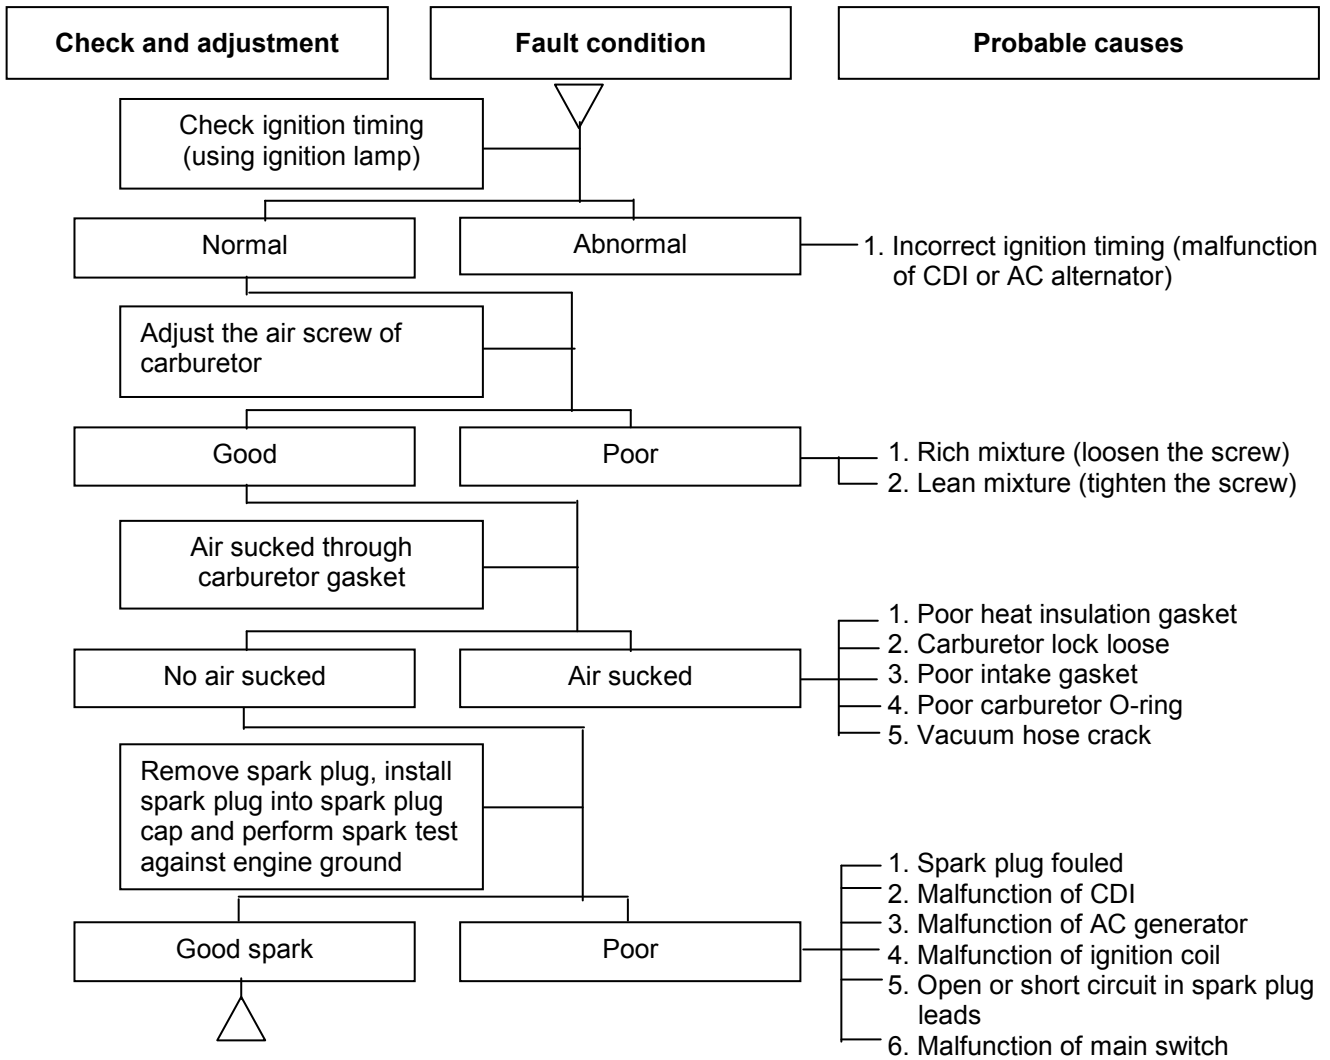 Check and adjustment
Fault condition
Probable causes
Check ignition timing
(using ignition lamp)
Normal
Abnormal
1. Incorrect ignition timing (malfunction
of CDI or AC alternator)
Adjust the air screw of
carburetor
Good
Poor
1. Rich mixture (loosen the screw)
2. Lean mixture (tighten the screw)
Air sucked through
carburetor gasket
No air sucked
Air sucked
1. Poor heat insulation gasket
2. Carburetor lock loose
3. Poor intake gasket
4. Poor carburetor O-ring
5. Vacuum hose crack
Remove spark plug, install
spark plug into spark plug
cap and perform spark test
against engine ground
Good spark
Poor
1. Spark plug fouled
2. Malfunction of CDI
3. Malfunction of AC generator
4. Malfunction of ignition coil
5. Open or short circuit in spark plug
leads
6. Malfunction of main switch